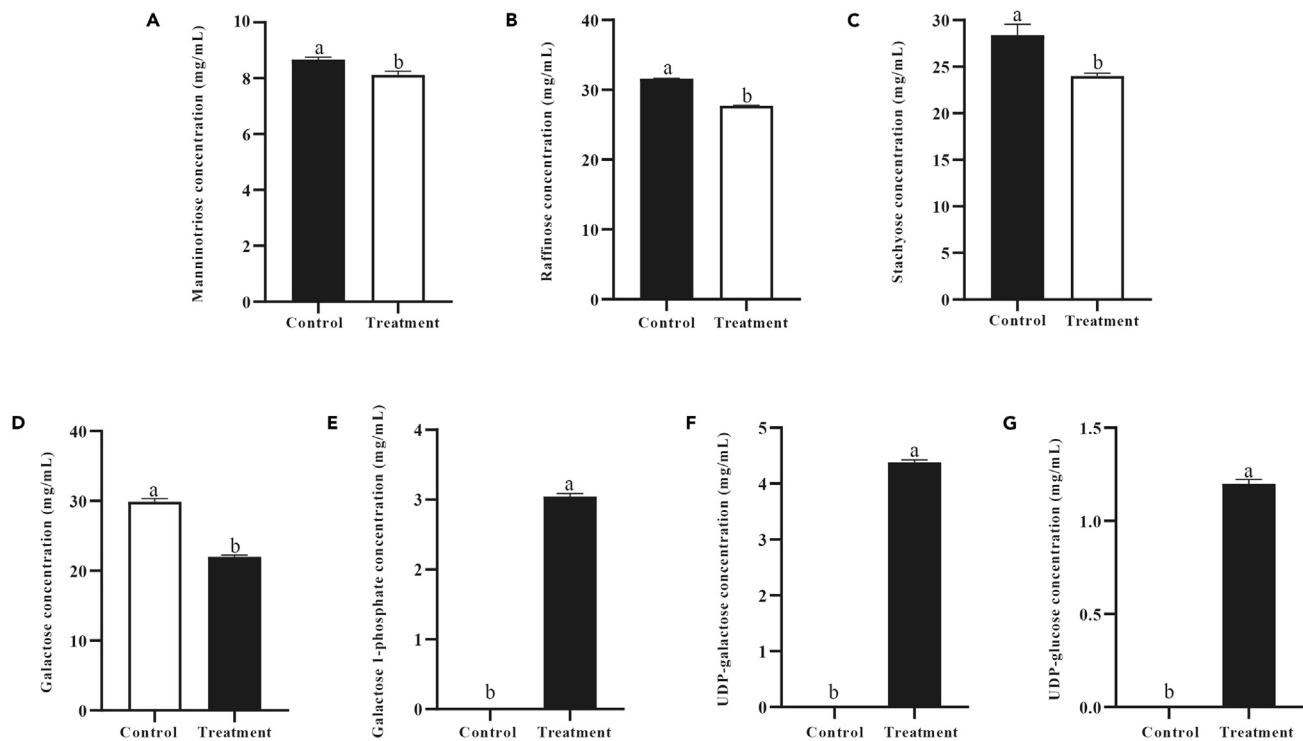 A
Manninotriose concentration (mg/mL)
10
8
6
4
2
0
a
b
Control Treatment
B
Raffinose concentration (mg/mL)
40
30
20
10
0
a
b
Control Treatment
C
Stachyose concentration (mg/mL)
30
25
20
15
10
5
0
a
b
Control Treatment
D
Galactose concentration (mg/mL)
40
30
20
10
0
a
b
Control Treatment
E
Galactose 1-phosphate concentration (mg/mL)
4
3
2
1
0
b
a
Control Treatment
F
UDP-galactose concentration (mg/mL)
5
4
3
2
1
0
b
a
Control Treatment
G
UDP-glucose concentration (mg/mL)
1.5
1.0
0.5
0.0
b
a
Control Treatment